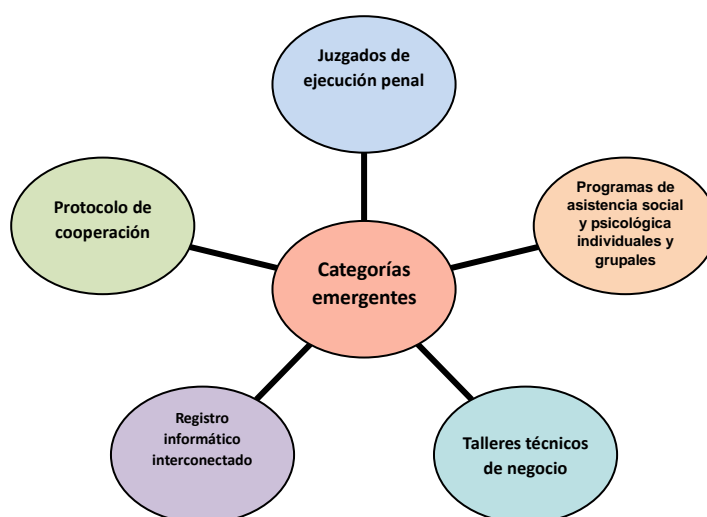 Juzgados de
ejecución penal
Protocolo de
cooperación
Programas de
asistencia social
y psicológica
individuales y
grupales
Categorías
emergentes
Registro
informático
interconectado
Talleres técnicos
de negocio